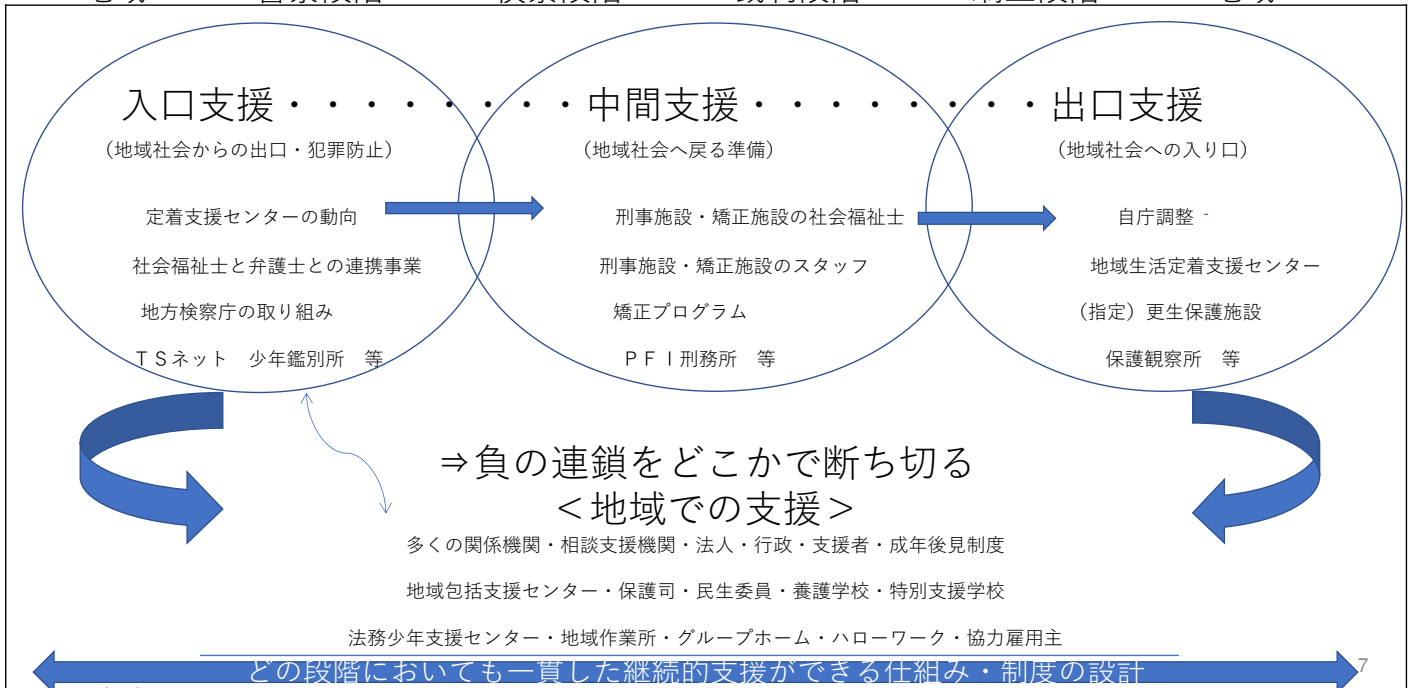 入口支援・・・・・・・・中間支援・・・・・・・・出口支援
(地域社会からの出口・犯罪防止)
(地域社会へ戻る準備)
(地域社会への入り口)
定着支援センターの動向
社会福祉士と弁護士との連携事業
地方検察庁の取り組み
ＴＳネット　少年鑑別所　等
刑事施設・矯正施設の社会福祉士
刑事施設・矯正施設のスタッフ
矯正プログラム
ＰＦＩ刑務所　等
自庁調整 -
地域生活定着支援センター
(指定) 更生保護施設
保護観察所　等
⇒負の連鎖をどこかで断ち切る
＜地域での支援＞
多くの関係機関・相談支援機関・法人・行政・支援者・成年後見制度
地域包括支援センター・保護司・民生委員・養護学校・特別支援学校
法務少年支援センター・地域作業所・グループホーム・ハローワーク・協力雇用主
どの段階においても一貫した継続的支援ができる仕組み・制度の設計
7